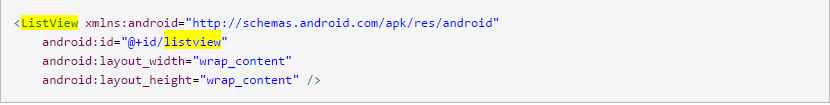 <ListView xmlns:android="http://schemas.android.com/apk/res/android"
android:id="@+id/listview"
android:layout_width="wrap_content"
android:layout_height="wrap_content" />